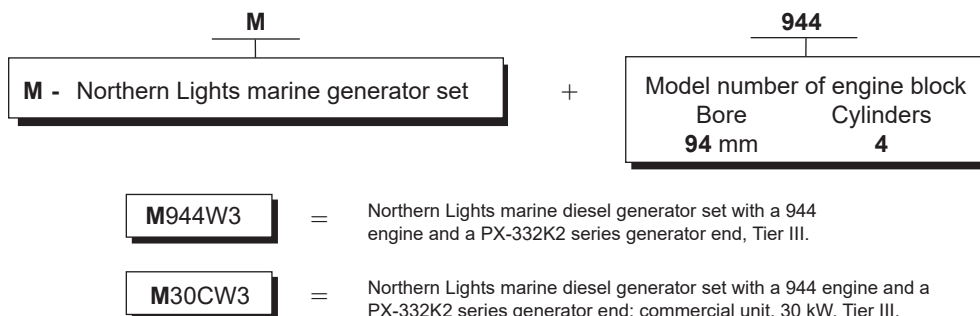 M 944
M - Northern Lights marine generator set + Model number of engine block
Bore Cylinders
94 mm 4
M944W3 = Northern Lights marine diesel generator set with a 944
engine and a PX-332K2 series generator end, Tier III.
M30CW3 = Northern Lights marine diesel generator set with a 944 engine and a
PX-332K2 series generator end; commercial unit, 30 kW, Tier III.